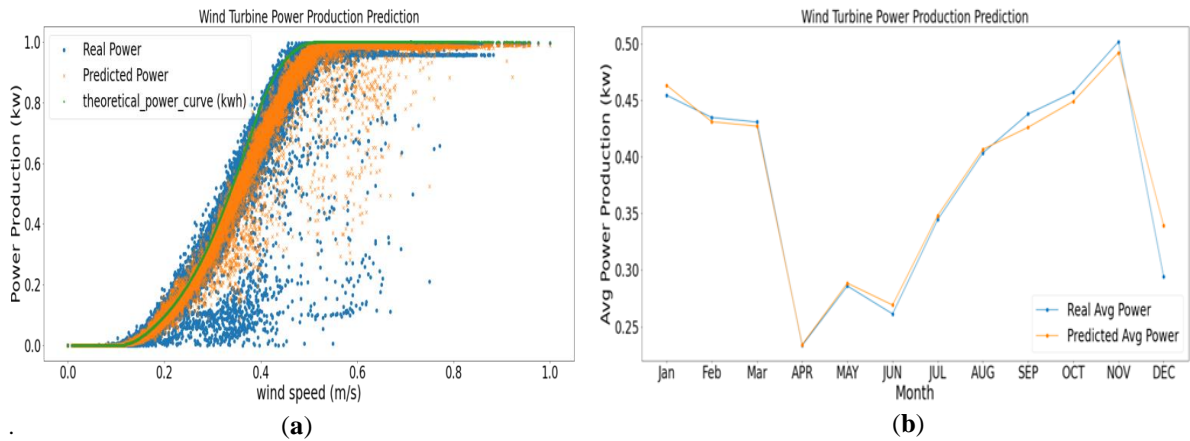 Wind Turbine Power Production Prediction
Real Power
Predicted Power
theoretical_power_curve (kwh)
Power Production (kw)
1.0
0.8
0.6
0.4
0.2
0.0
0.0 0.2 0.4 0.6 0.8 1.0
wind speed (m/s)
. (a)
Wind Turbine Power Production Prediction
Avg Power Production (kw)
0.50
0.45
0.40
0.35
0.30
0.25
Real Avg Power
Predicted Avg Power
Jan Feb Mar APR MAY JUN JUL AUG SEP OCT NOV DEC
Month
(b)